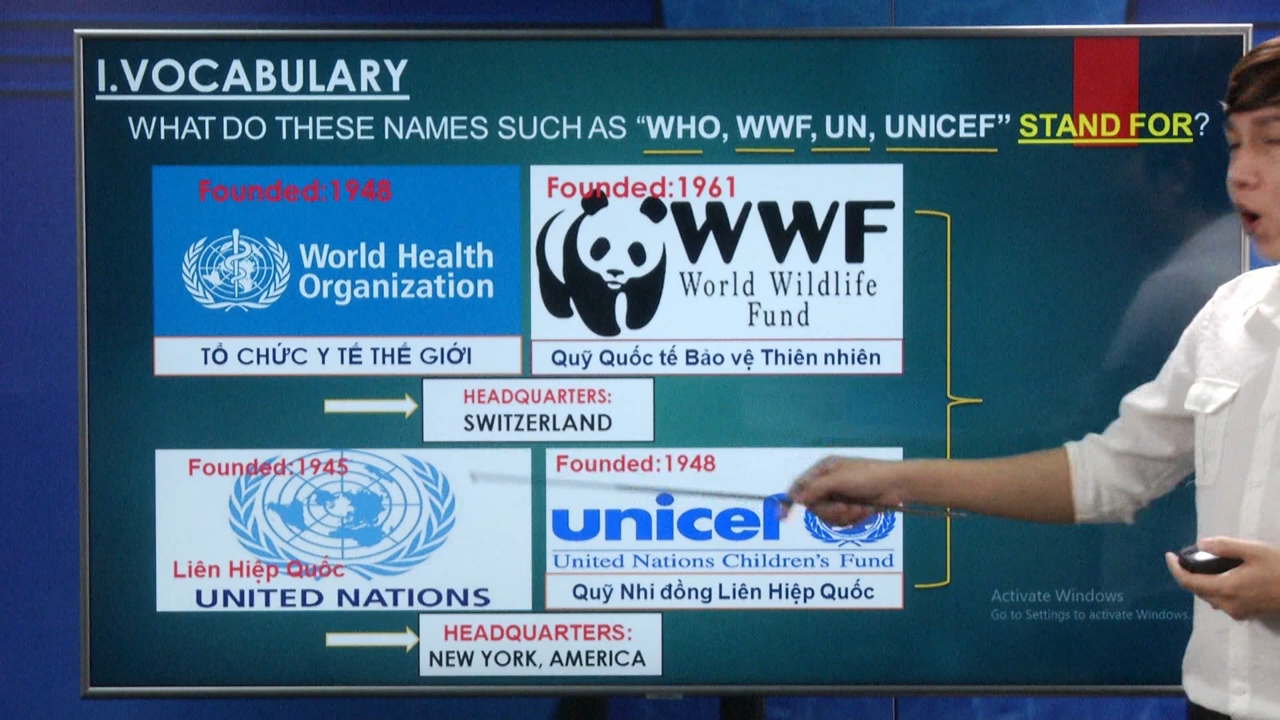 I.VOCABULARY
WHAT DO THESE NAMES SUCH AS “WHO, WWF, UN, UNICEF” STAND FOR?
Founded:1948
World Health
Organization
TỔ CHỨC Y TẾ THẾ GIỚI
Founded:1961
WWF
World Wildlife
Fund
Quỹ Quốc tế Bảo vệ Thiên nhiên
HEADQUARTERS:
SWITZERLAND
Founded:1945
Liên Hiệp Quốc
UNITED NATIONS
Founded:1948
unicef
United Nations Children's Fund
Quỹ Nhi đồng Liên Hiệp Quốc
HEADQUARTERS:
NEW YORK, AMERICA
Activate Windows
Go to Settings to activate Windows.